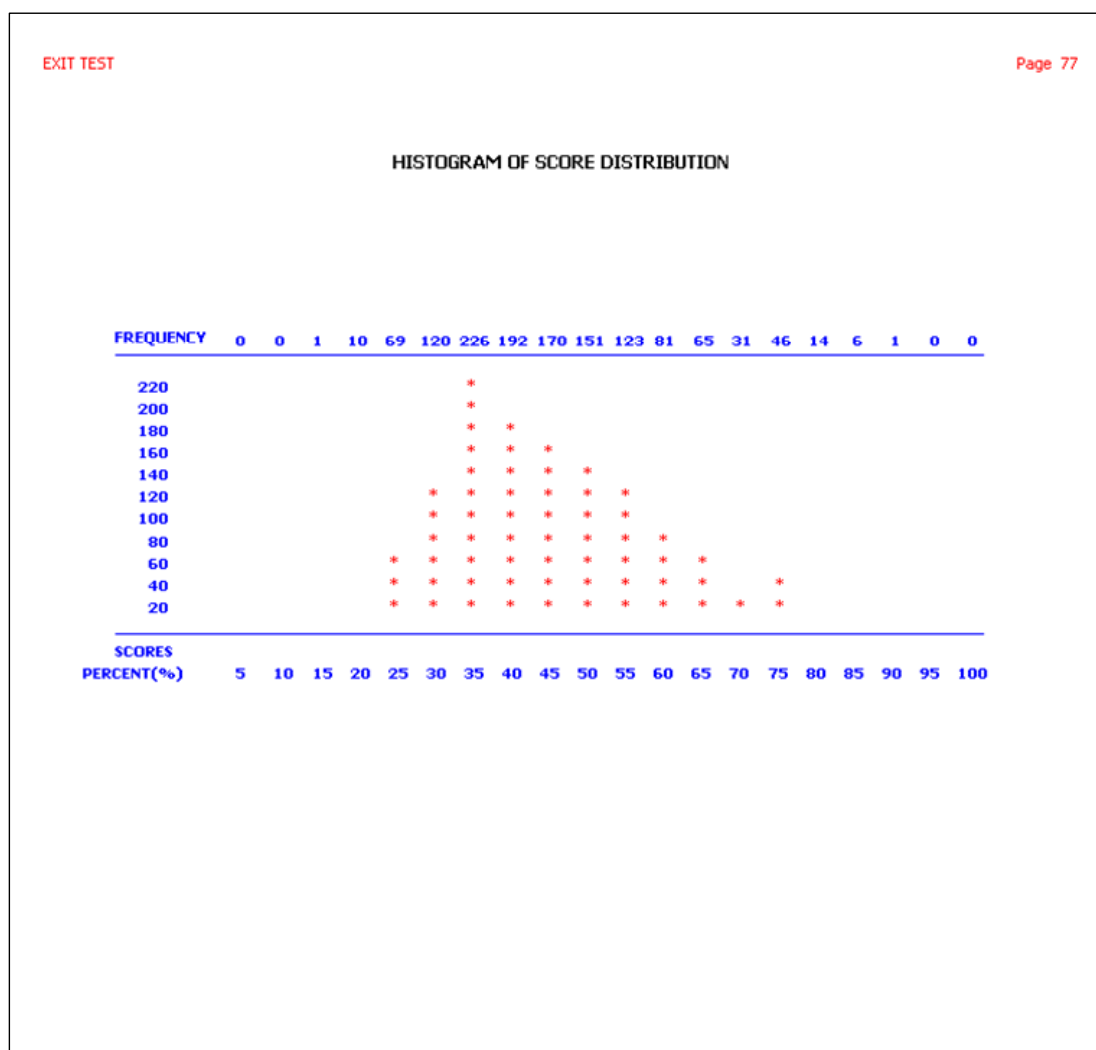 EXIT TEST Page 77
HISTOGRAM OF SCORE DISTRIBUTION
FREQUENCY 0 0 1 10 69 120 226 192 170 151 123 81 65 31 46 14 6 1 0 0
220 *
200 *
180 * *
160 * * *
140 * * * *
120 * * * * * *
100 * * * * * *
80 * * * * * * *
60 * * * * * * * * *
40 * * * * * * * * * *
20 * * * * * * * * * * *
SCORES
PERCENT(%) 5 10 15 20 25 30 35 40 45 50 55 60 65 70 75 80 85 90 95 100